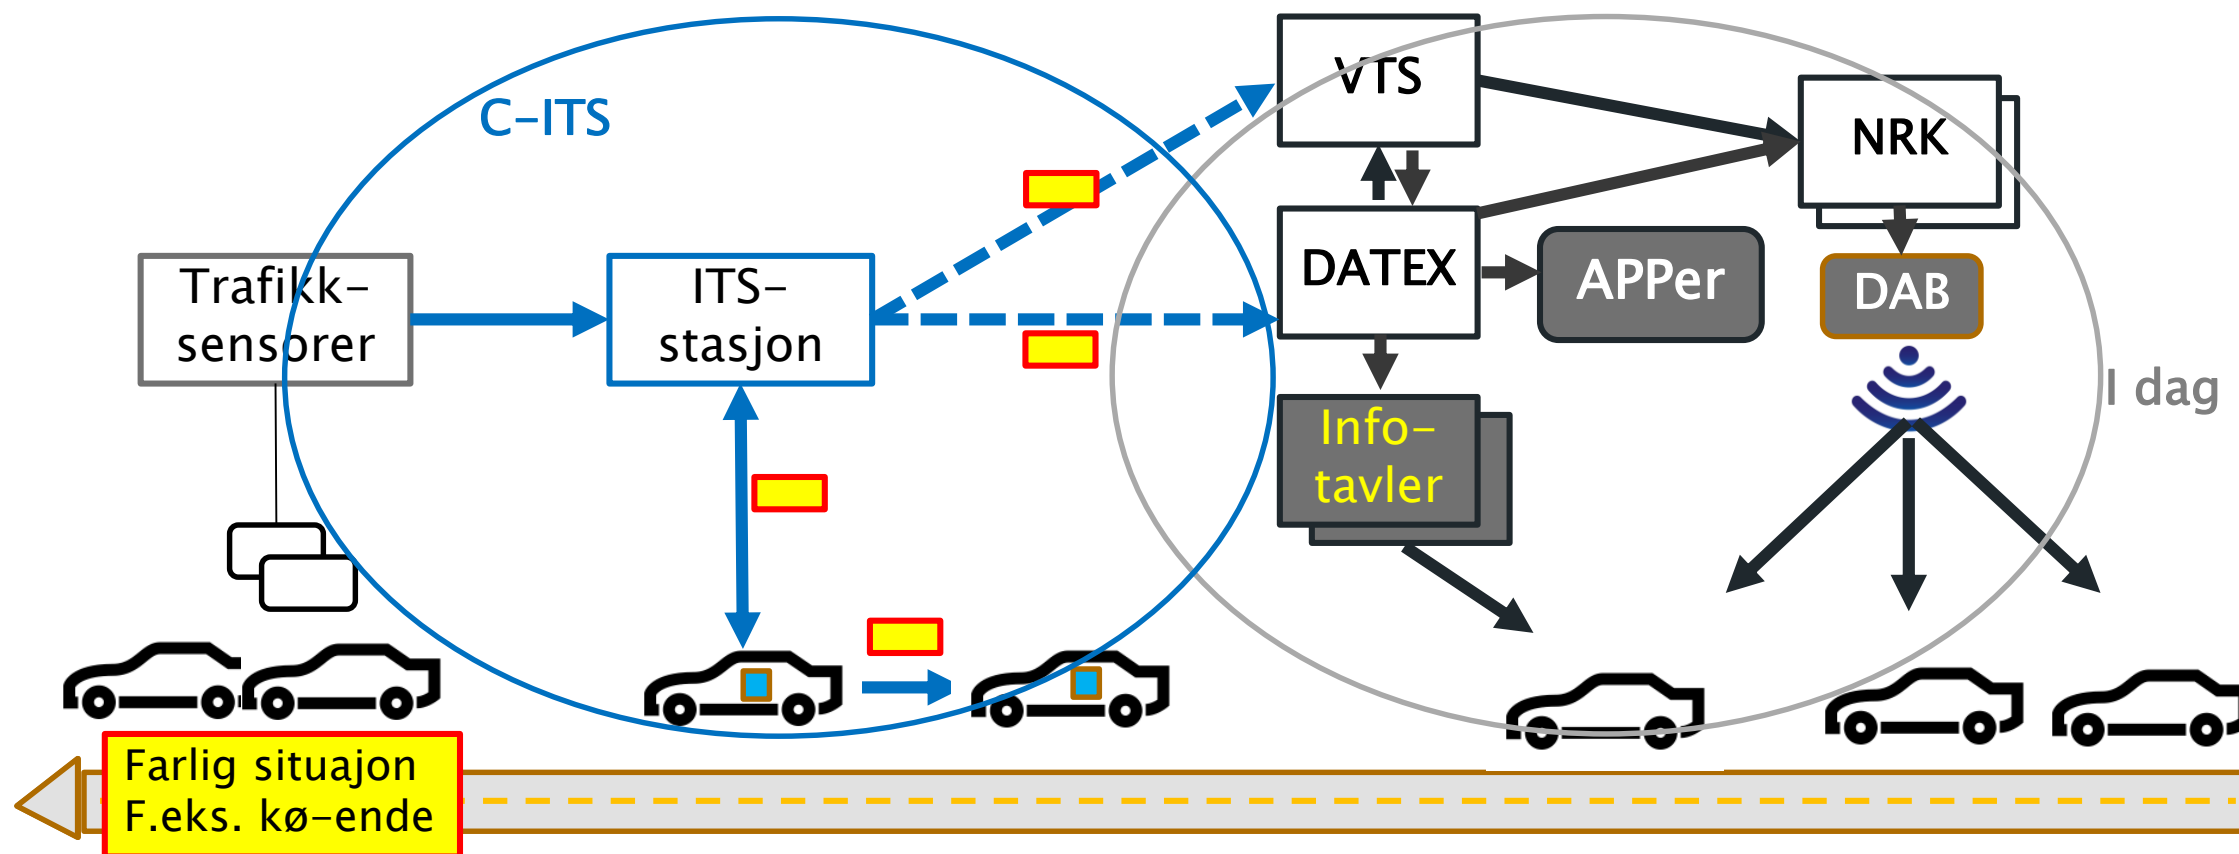 C-ITS
VTS
NRK
Trafikk-
sensorer
ITS-
stasjon
DATEX
APPer
DAB
I dag
Info-
tavler
Farlig situajon
F.eks. kø-ende